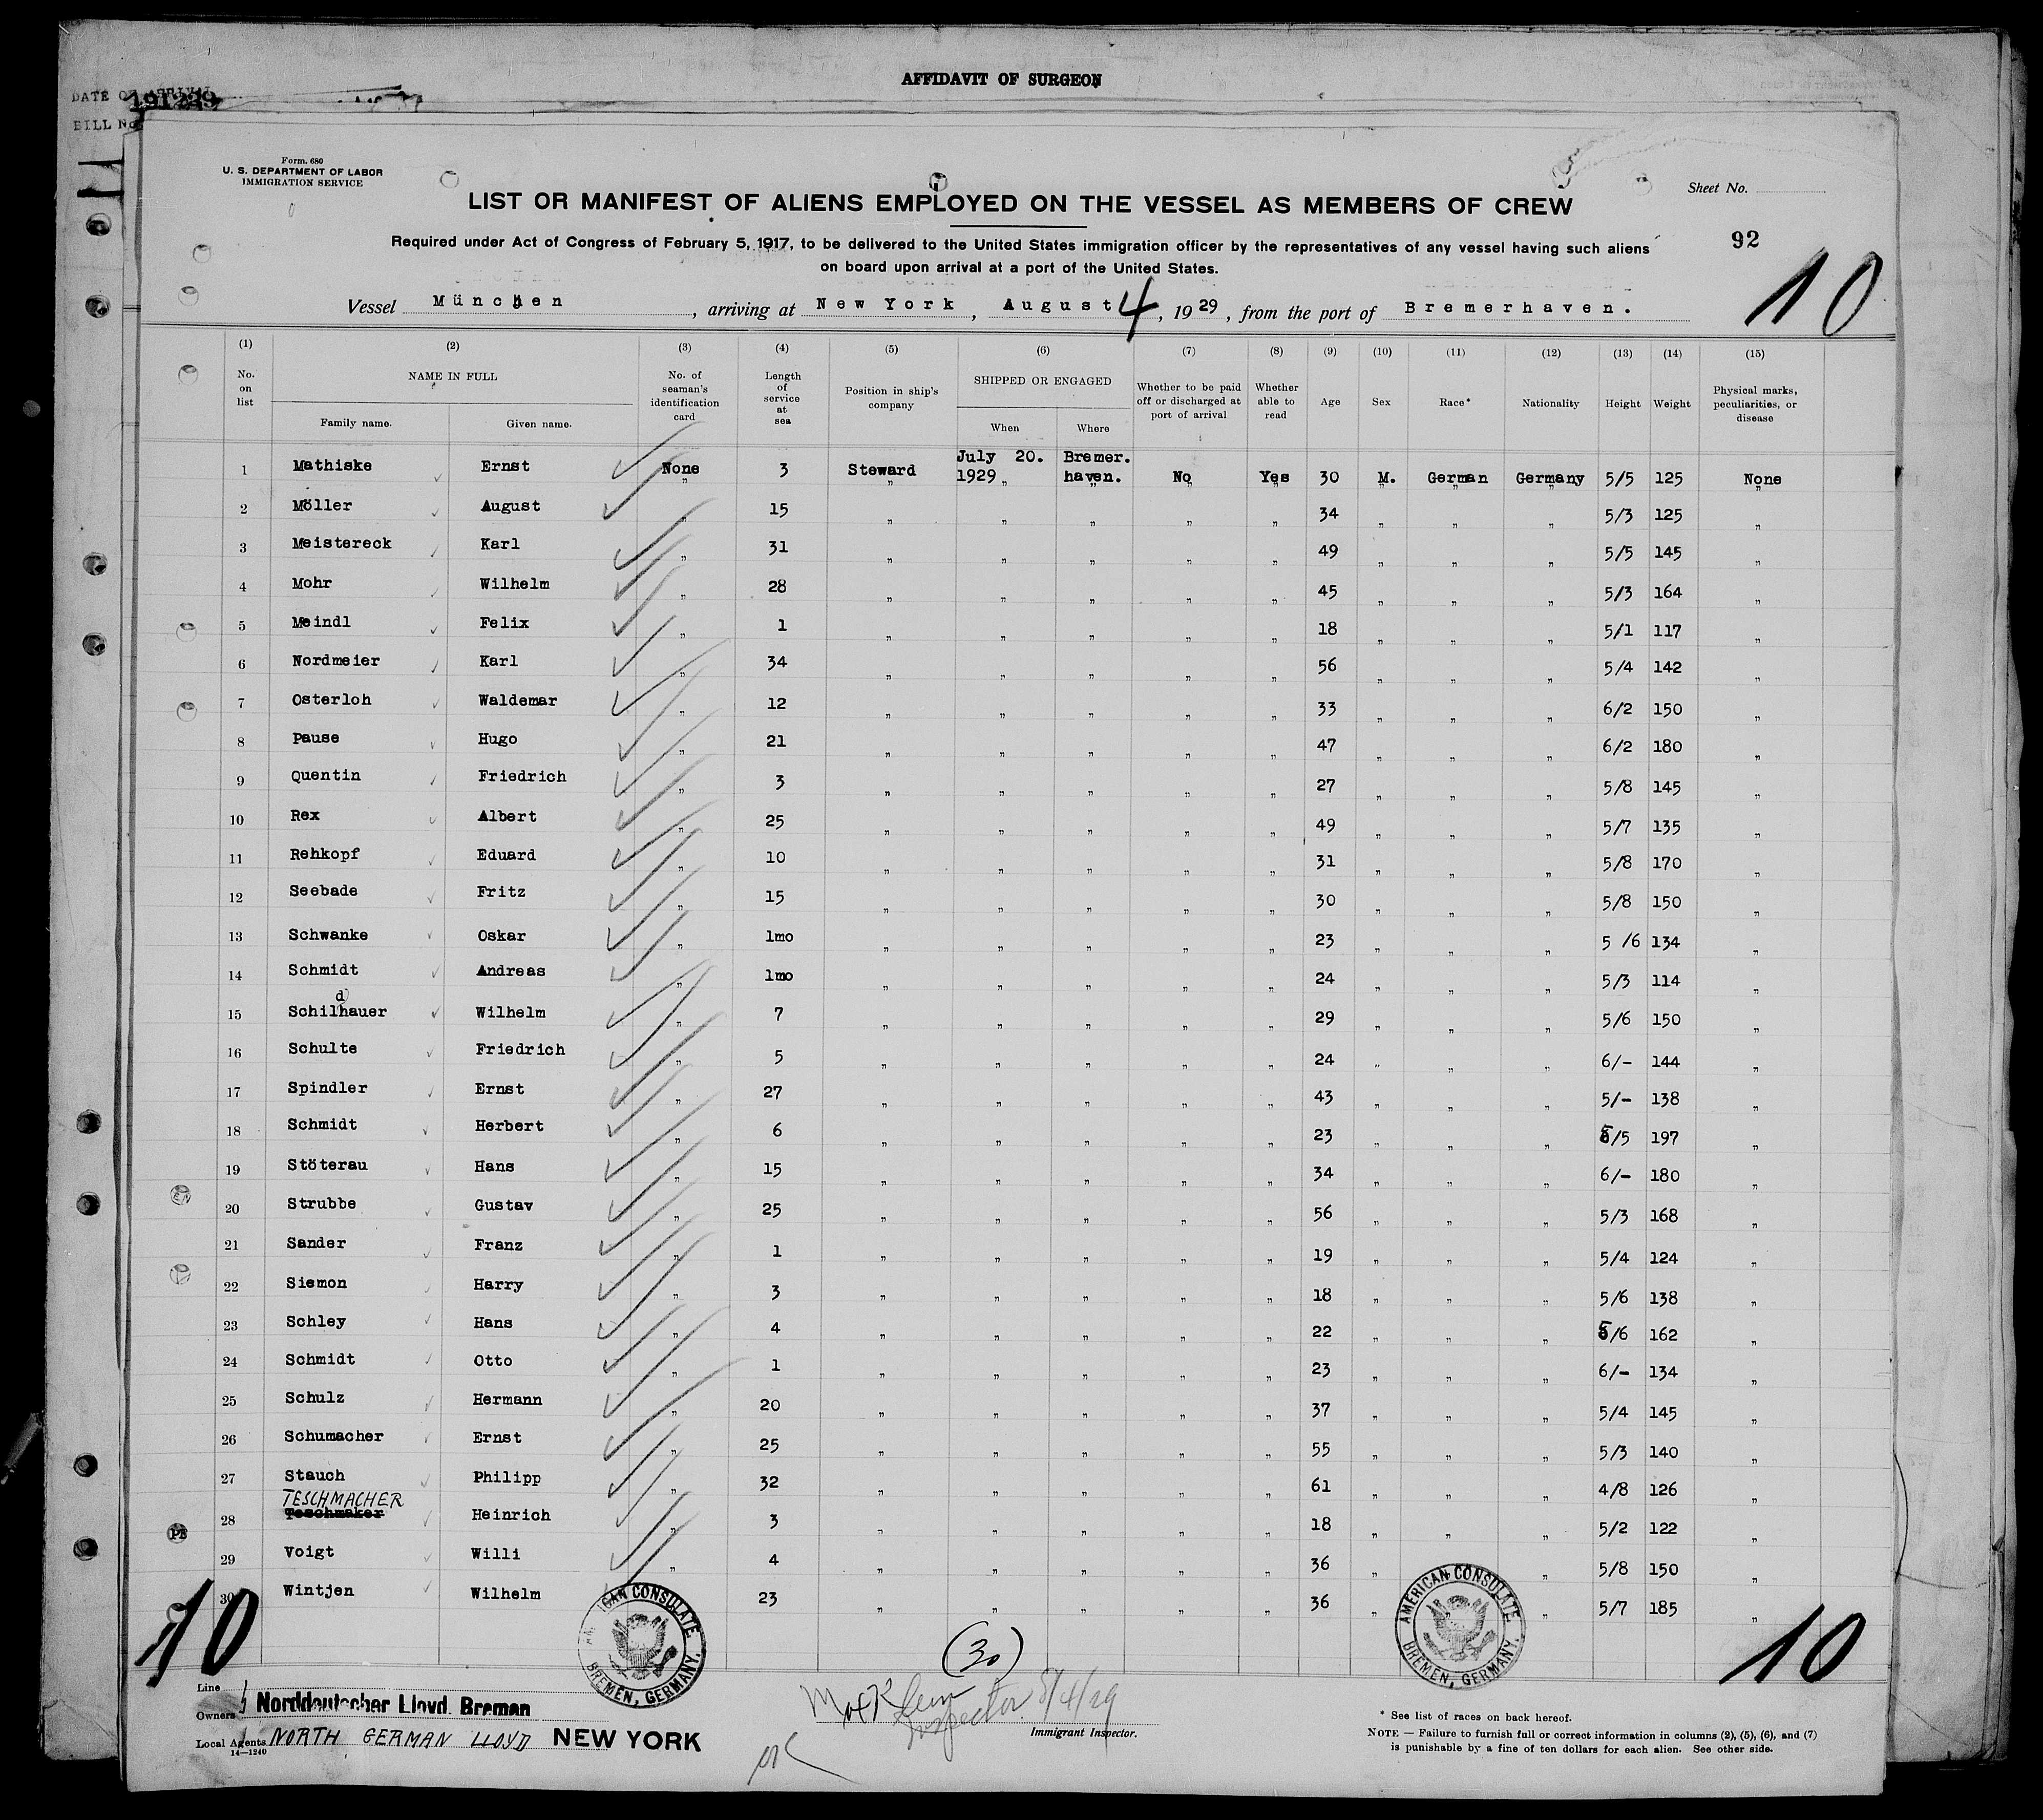 AFFIDAVIT OF SURGEON
DATE OF ARRIVAL
191239
BILL No
Form. 680
U. S. DEPARTMENT OF LABOR
IMMIGRATION SERVICE
Sheet No.
LIST OR MANIFEST OF ALIENS EMPLOYED ON THE VESSEL AS MEMBERS OF CREW
Required under Act of Congress of February 5, 1917, to be delivered to the United States immigration officer by the representatives of any vessel having such aliens
on board upon arrival at a port of the United States.
92
10
Vessel München, arriving at New York, August 4, 1929, from the port of Bremerhaven.
(1) (2) (3) (4) (5) (6) (7) (8) (9) (10) (11) (12) (13) (14) (15)
No. on list NAME IN FULL Family name. Given name. No. of seaman's identification card Length of service at sea Position in ship's company SHIPPED OR ENGAGED When Where Whether to be paid off or discharged at port of arrival Whether able to read Age Sex Race* Nationality Height Weight Physical marks, peculiarities, or disease
1 Mathiske Ernst None 3 Steward July 20. 1929 Bremer. haven. No Yes 30 M. German Germany 5/5 125 None
2 Möller August " 15 " " " " " 34 " " " 5/3 125 "
3 Meistereck Karl " 31 " " " " " 49 " " " 5/5 145 "
4 Mohr Wilhelm " 28 " " " " " 45 " " " 5/3 164 "
5 Meindl Felix " 1 " " " " " 18 " " " 5/1 117 "
6 Nordmeier Karl " 34 " " " " " 56 " " " 5/4 142 "
7 Osterloh Waldemar " 12 " " " " " 33 " " " 6/2 150 "
8 Pause Hugo " 21 " " " " " 47 " " " 6/2 180 "
9 Quentin Friedrich " 3 " " " " " 27 " " " 5/8 145 "
10 Rex Albert " 25 " " " " " 49 " " " 5/7 135 "
11 Rehkopf Eduard " 10 " " " " " 31 " " " 5/8 170 "
12 Seebade Fritz " 15 " " " " " 30 " " " 5/8 150 "
13 Schwanke Oskar " 1mo " " " " " 23 " " " 5 /6 134 "
14 Schmidt Andreas " 1mo " " " " " 24 " " " 5/3 114 "
d
15 Schilhauer Wilhelm " 7 " " " " " 29 " " " 5/6 150 "
16 Schulte Friedrich " 5 " " " " " 24 " " " 6/- 144 "
17 Spindler Ernst " 27 " " " " " 43 " " " 5/- 138 "
18 Schmidt Herbert " 6 " " " " " 23 " " " 5/5 197 "
19 Stöterau Hans " 15 " " " " " 34 " " " 6/- 180 "
20 Strubbe Gustav " 25 " " " " " 56 " " " 5/3 168 "
21 Sander Franz " 1 " " " " " 19 " " " 5/4 124 "
22 Siemon Harry " 3 " " " " " 18 " " " 5/6 138 "
23 Schley Hans " 4 " " " " " 22 " " " 5/6 162 "
24 Schmidt Otto " 1 " " " " " 23 " " " 6/- 134 "
25 Schulz Hermann " 20 " " " " " 37 " " " 5/4 145 "
26 Schumacher Ernst " 25 " " " " " 55 " " " 5/3 140 "
27 Stauch Philipp " 32 " " " " " 61 " " " 4/8 126 "
TESCHMACHER
28 Teschmaker Heinrich " 3 " " " " " 18 " " " 5/2 122 "
29 Voigt Willi " 4 " " " " " 36 " " " 5/8 150 "
30 Wintjen Wilhelm 23 " " " " " 36 " " 5/7 185 "
10
AMERICAN CONSULATE BREMEN, GERMANY.
(30)
AMERICAN CONSULATE BREMEN, GERMANY.
10
Line
Owners Norddeutscher Lloyd. Bremen
Local Agents NORTH GERMAN LLOYD NEW YORK
14—1240
Inspector 8/4/29
Immigrant Inspector.
OK
* See list of races on back hereof.
NOTE — Failure to furnish full or correct information in columns (2), (5), (6), and (7)
is punishable by a fine of ten dollars for each alien. See other side.